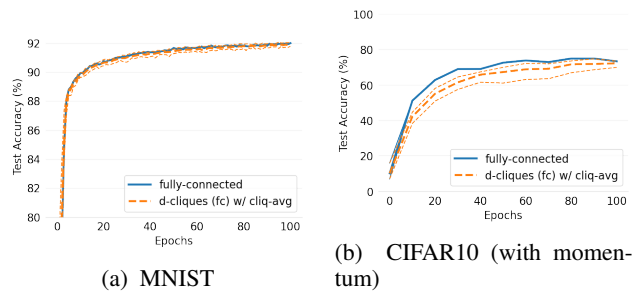 92
90
88
86
84
82
80
0
20
40
60
80
100
Test Accuracy (%)
Epochs
fully-connected
d-cliques (fc) w/ cliq-avg
(a) MNIST
100
80
60
40
20
0
0
20
40
60
80
100
Test Accuracy (%)
Epochs
fully-connected
d-cliques (fc) w/ cliq-avg
(b) CIFAR10 (with momen-
tum)